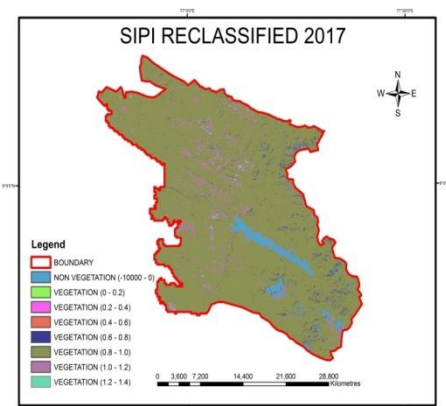 SIPI RECLASSIFIED 2017
N
W E
S
Legend
BOUNDARY
NON VEGETATION (-10000 - 0)
VEGETATION (0 - 0.2)
VEGETATION (0.2 - 0.4)
VEGETATION (0.4 - 0.6)
VEGETATION (0.6 - 0.8)
VEGETATION (0.8 - 1.0)
VEGETATION (1.0 - 1.2)
VEGETATION (1.2 - 1.4)
0 3,600 7,200 14,400 21,600 28,800
Kilometres